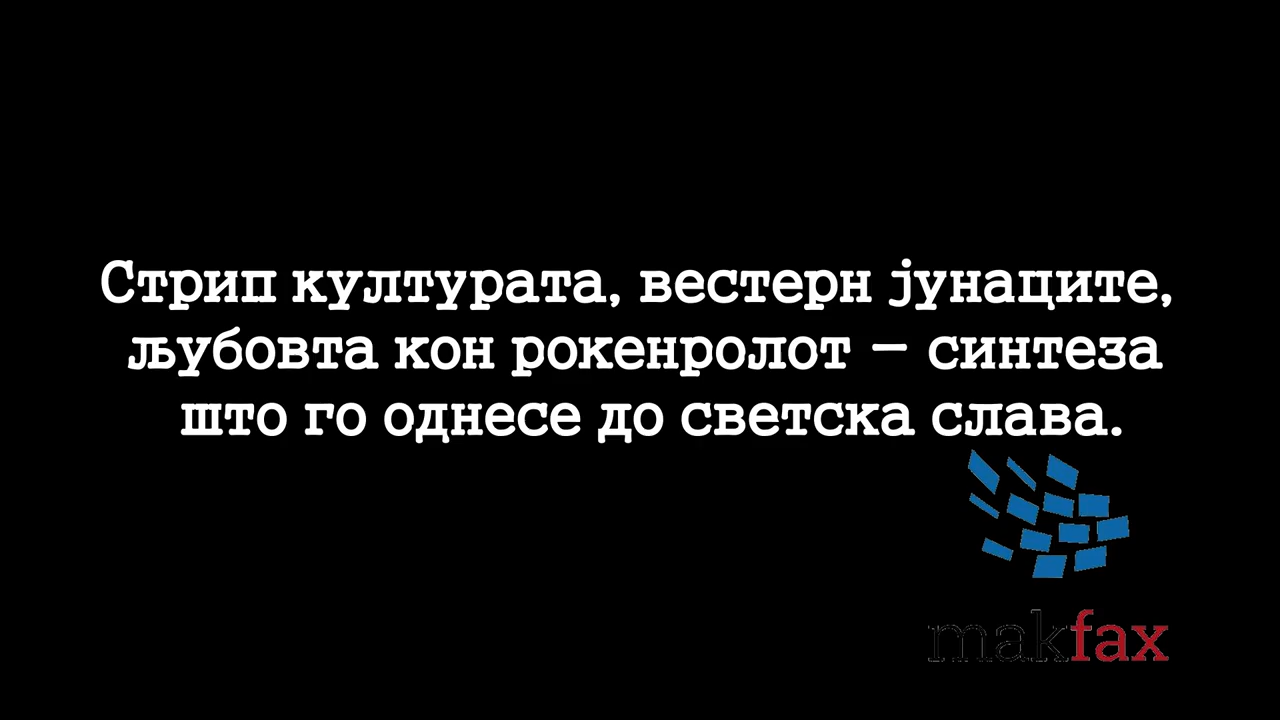 Стрип културата, вестерн јунаците,
љубовта кон рокенролот – синтеза
што го однесе до светска слава.
makfax